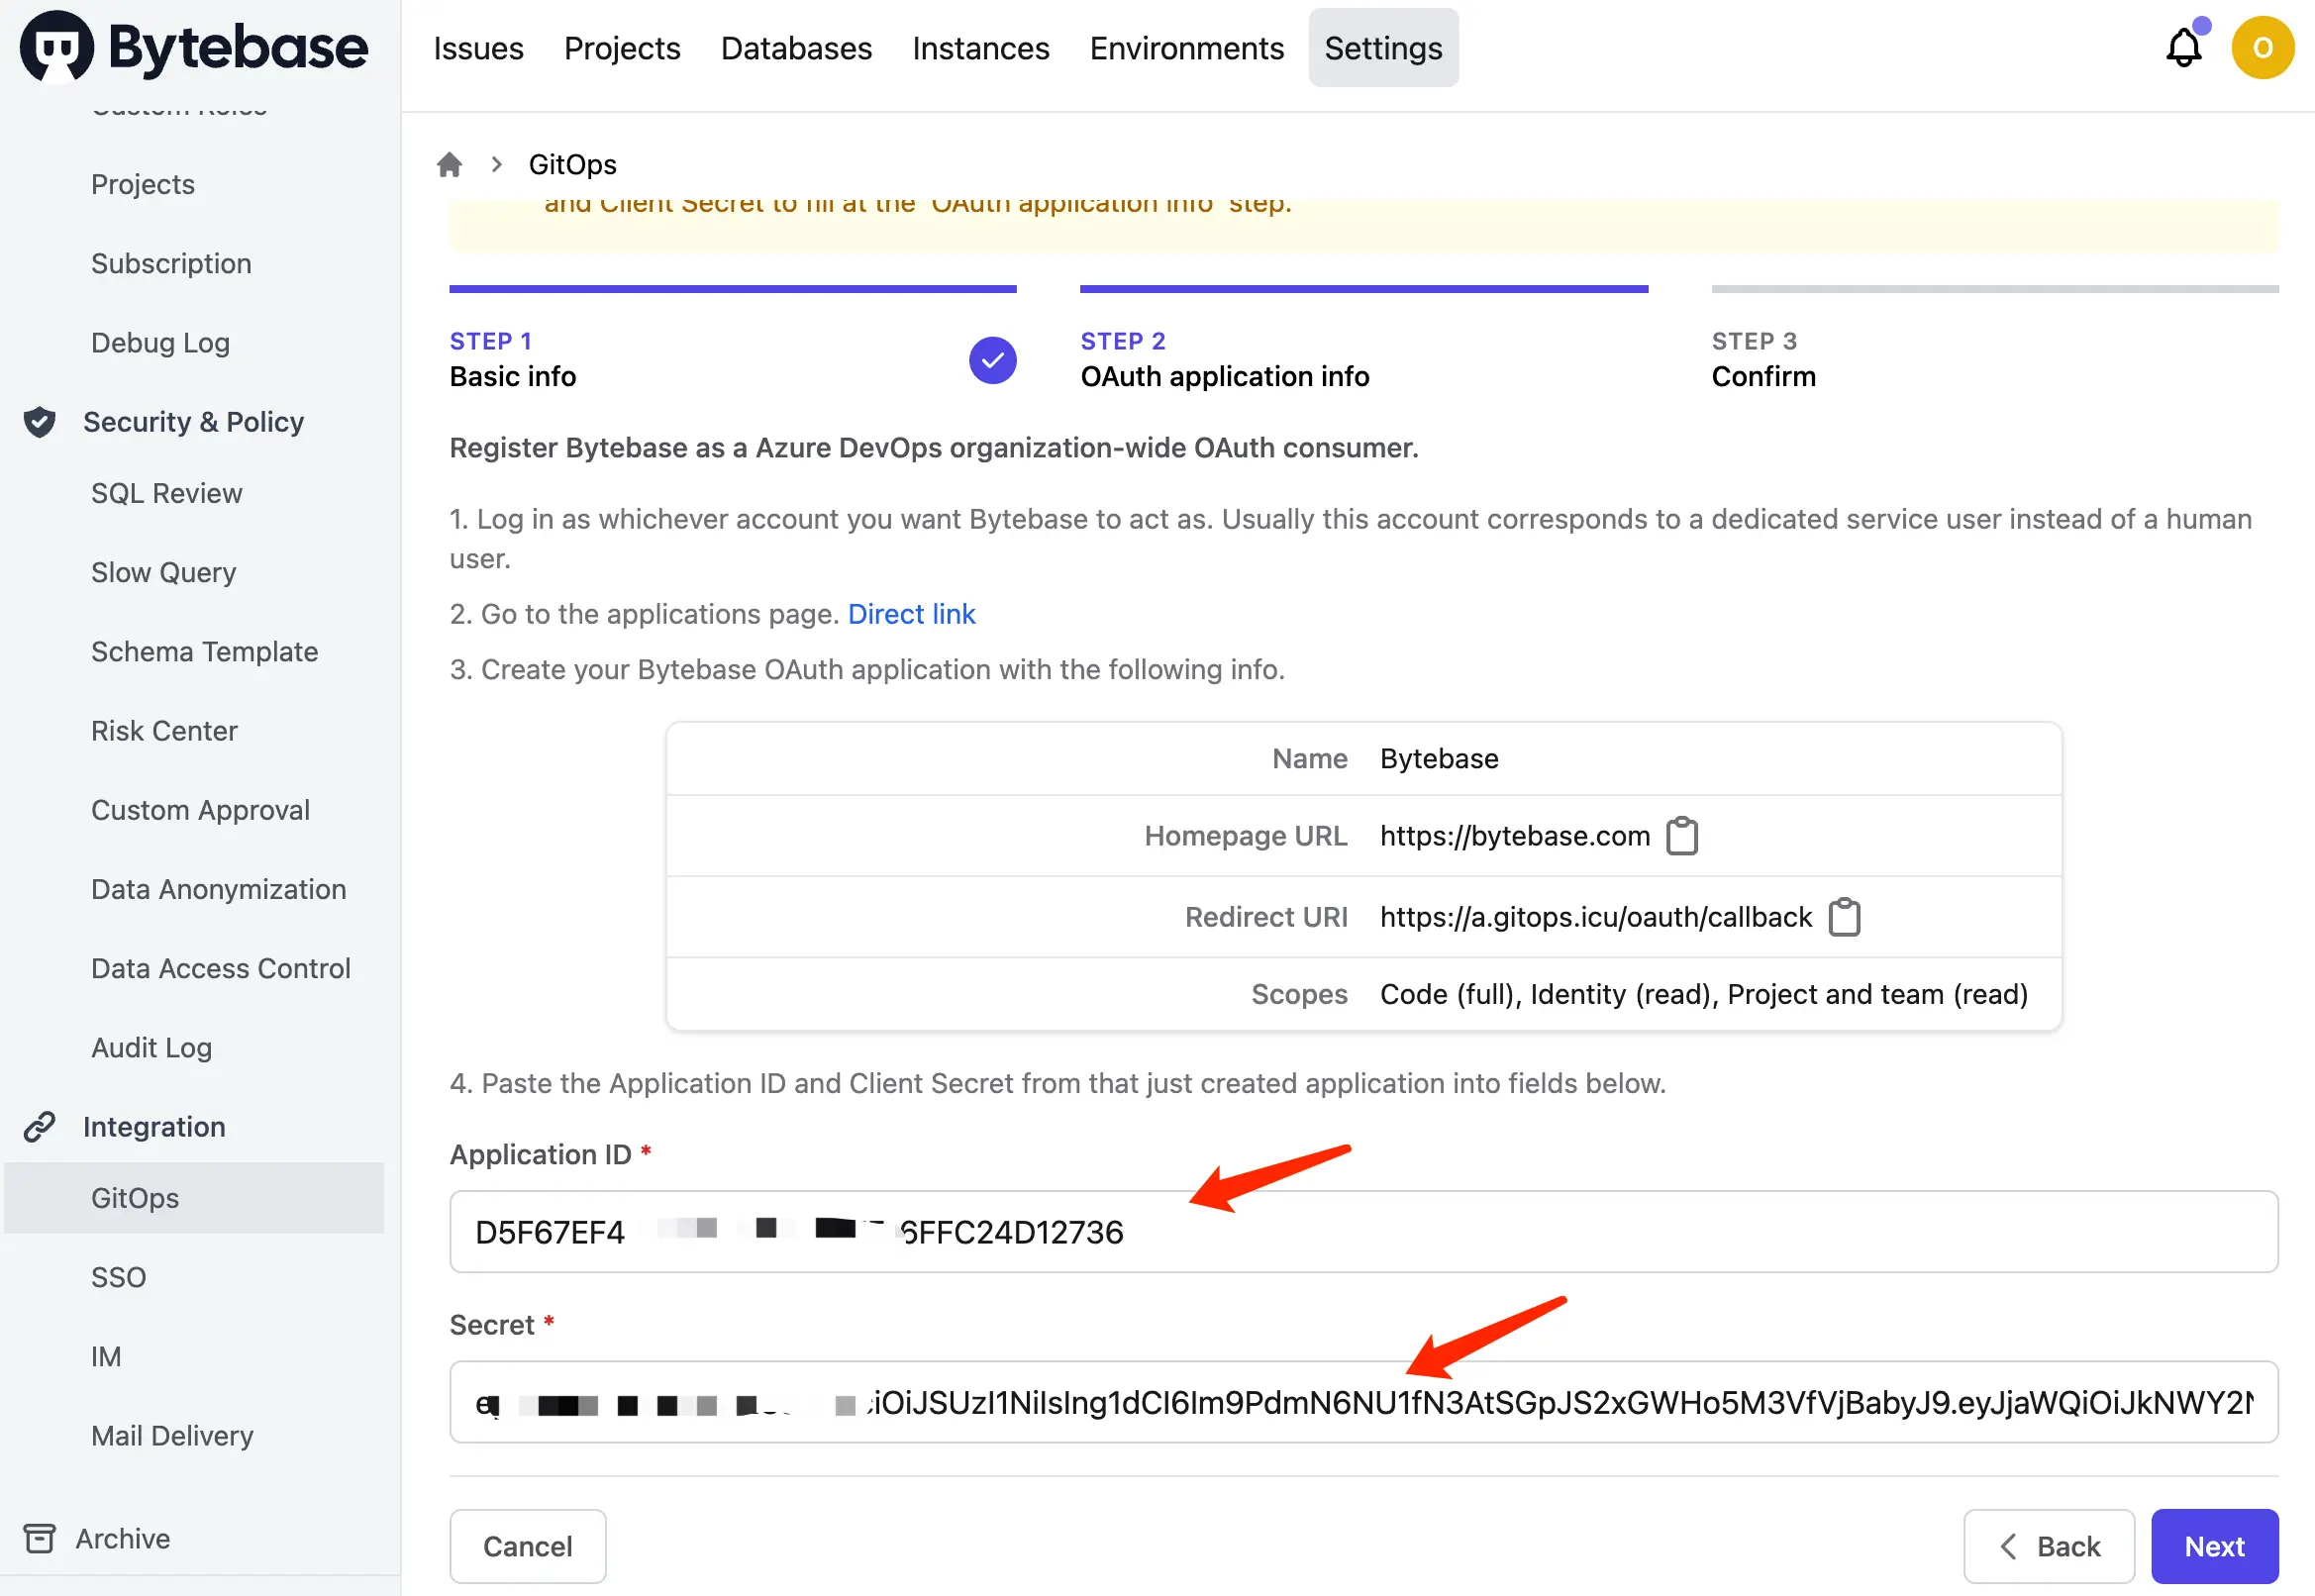 Bytebase
Issues
Projects
Databases
Instances
Environments
Settings
O
Custom Roles
Projects
Subscription
Debug Log
Security & Policy
SQL Review
Slow Query
Schema Template
Risk Center
Custom Approval
Data Anonymization
Data Access Control
Audit Log
Integration
GitOps
SSO
IM
Mail Delivery
Archive
GitOps
and Client Secret to fill at the "OAuth application info" step.
STEP 1
Basic info
STEP 2
OAuth application info
STEP 3
Confirm
Register Bytebase as a Azure DevOps organization-wide OAuth consumer.
1. Log in as whichever account you want Bytebase to act as. Usually this account corresponds to a dedicated service user instead of a human
user.
2. Go to the applications page. Direct link
3. Create your Bytebase OAuth application with the following info.
Name Bytebase
Homepage URL https://bytebase.com
Redirect URI https://a.gitops.icu/oauth/callback
Scopes Code (full), Identity (read), Project and team (read)
4. Paste the Application ID and Client Secret from that just created application into fields below.
Application ID *
D5F67EF4 6FFC24D12736
Secret *
iOiJSUzI1NiIsIng1dCI6Im9PdmN6NU1fN3AtSGpJS2xGWHo5M3VfVjBabyJ9.eyJjaWQiOiJkNWY2N
Cancel
Back
Next